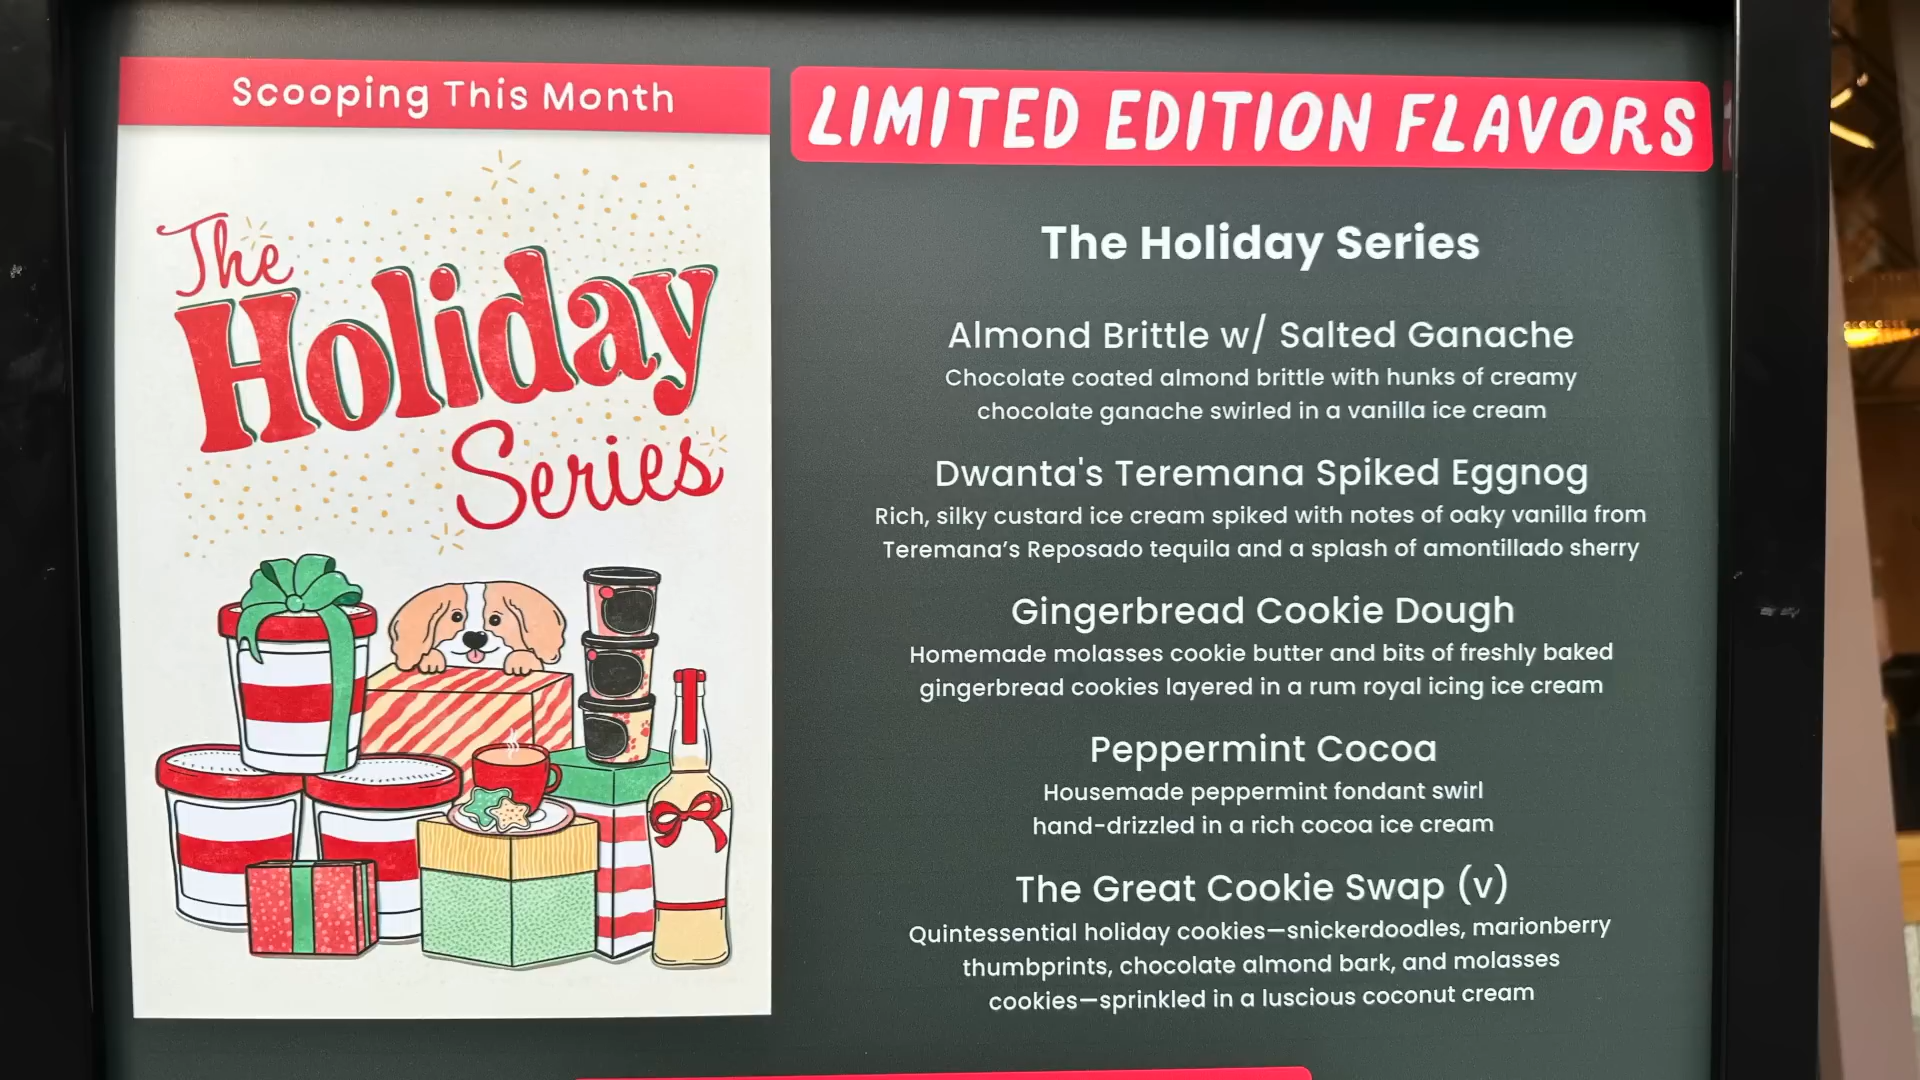 Scooping This Month
The
Holiday
Series
LIMITED EDITION FLAVORS
The Holiday Series
Almond Brittle w/ Salted Ganache
Chocolate coated almond brittle with hunks of creamy
chocolate ganache swirled in a vanilla ice cream
Dwanta's Teremana Spiked Eggnog
Rich, silky custard ice cream spiked with notes of oaky vanilla from
Teremana’s Reposado tequila and a splash of amontillado sherry
Gingerbread Cookie Dough
Homemade molasses cookie butter and bits of freshly baked
gingerbread cookies layered in a rum royal icing ice cream
Peppermint Cocoa
Housemade peppermint fondant swirl
hand-drizzled in a rich cocoa ice cream
The Great Cookie Swap (v)
Quintessential holiday cookies—snickerdoodles, marionberry
thumbprints, chocolate almond bark, and molasses
cookies—sprinkled in a luscious coconut cream